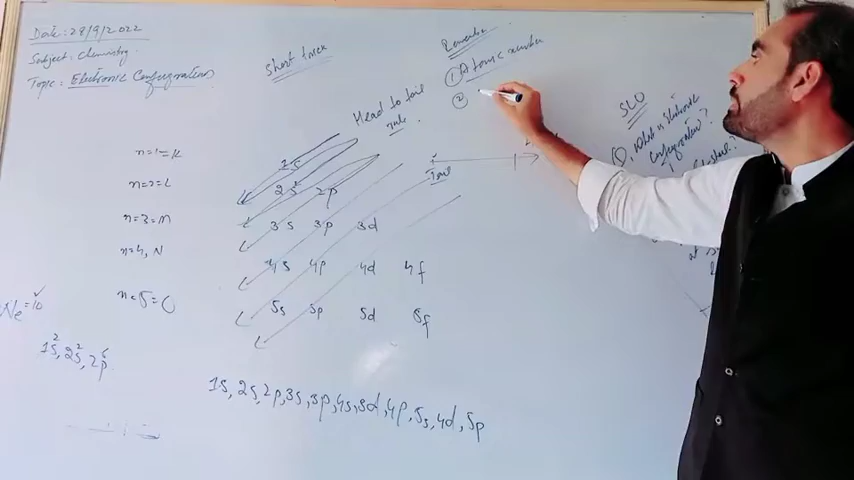 Date: 28/9/2022
Subject: Chemistry
Topic: Electronic Configuration
Short trick
Remember
① Atomic number
②
Head to tail
rule
Tail
n=1=K
n=2=L
n=3=M
n=4, N
n=5=O
1s
2s 2p
3s 3p 3d
4s 4p 4d 4f
5s 5p 5d 5f
Ne=10
1s², 2s², 2p⁶
1s, 2s, 2p, 3s, 3p, 4s, 3d, 4p, 5s, 4d, 5p
SLO
①, What is electronic
Configuration?